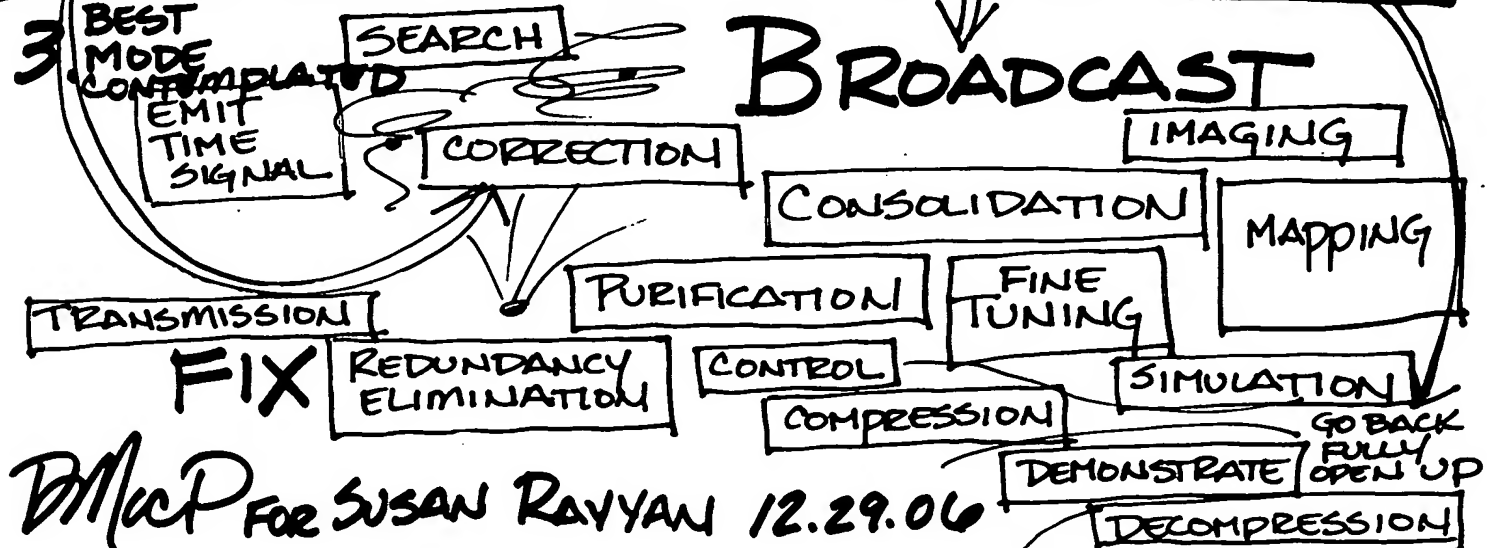 3
BEST
MODE
CONTEMPLATED
EMIT
TIME
SIGNAL
SEARCH
BROADCAST
IMAGING
CORRECTION
CONSOLIDATION
MAPPING
PURIFICATION
FINE
TUNING
TRANSMISSION
FIX
REDUNDANCY
ELIMINATION
CONTROL
SIMULATION
COMPRESSION
GO BACK
FULLY
OPEN UP
DEMONSTRATE
DMacP FOR SUSAN RAYYAN 12.29.06
DECOMPRESSION